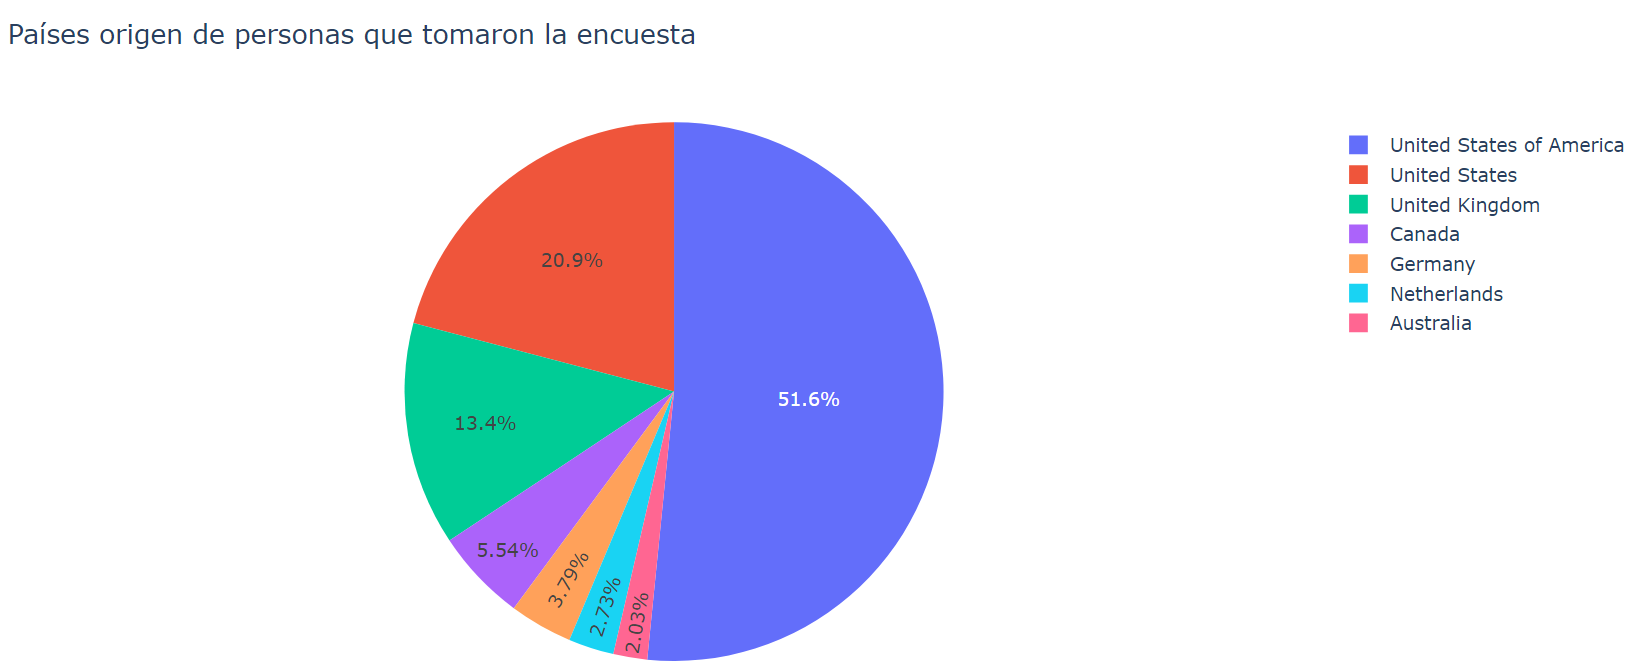 Países origen de personas que tomaron la encuesta
United States of America
United States
United Kingdom
Canada
Germany
Netherlands
Australia
20.9%
51.6%
13.4%
5.54%
3.79%
2.73%
2.03%